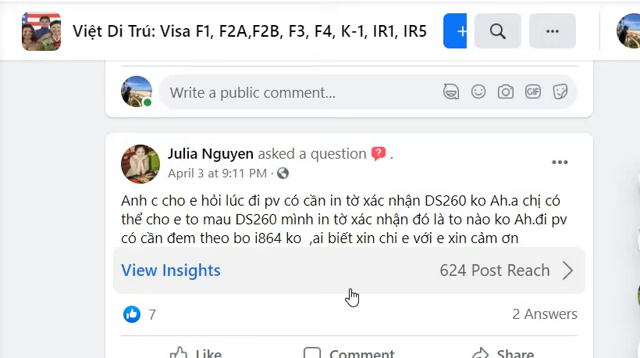 Việt Di Trú: Visa F1, F2A,F2B, F3, F4, K-1, IR1, IR5
Write a public comment...
GIF
Julia Nguyen asked a question .
April 3 at 9:11 PM ·
Anh c cho e hỏi lúc đi pv có cần in tờ xác nhận DS260 ko Ah.a chị có
thể cho e to mau DS260 mình in tờ xác nhận đó là to nào ko Ah.đi pv
có cần đem theo bo i864 ko ,ai biết xin chi e với e xin cảm ơn
View Insights
624 Post Reach
7
2 Answers
Like
Comment
Share